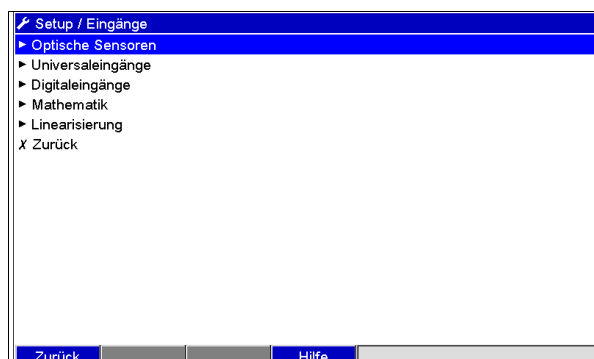 Setup / Eingänge
Optische Sensoren
Universaleingänge
Digitaleingänge
Mathematik
Linearisierung
X Zurück
Zurück Hilfe